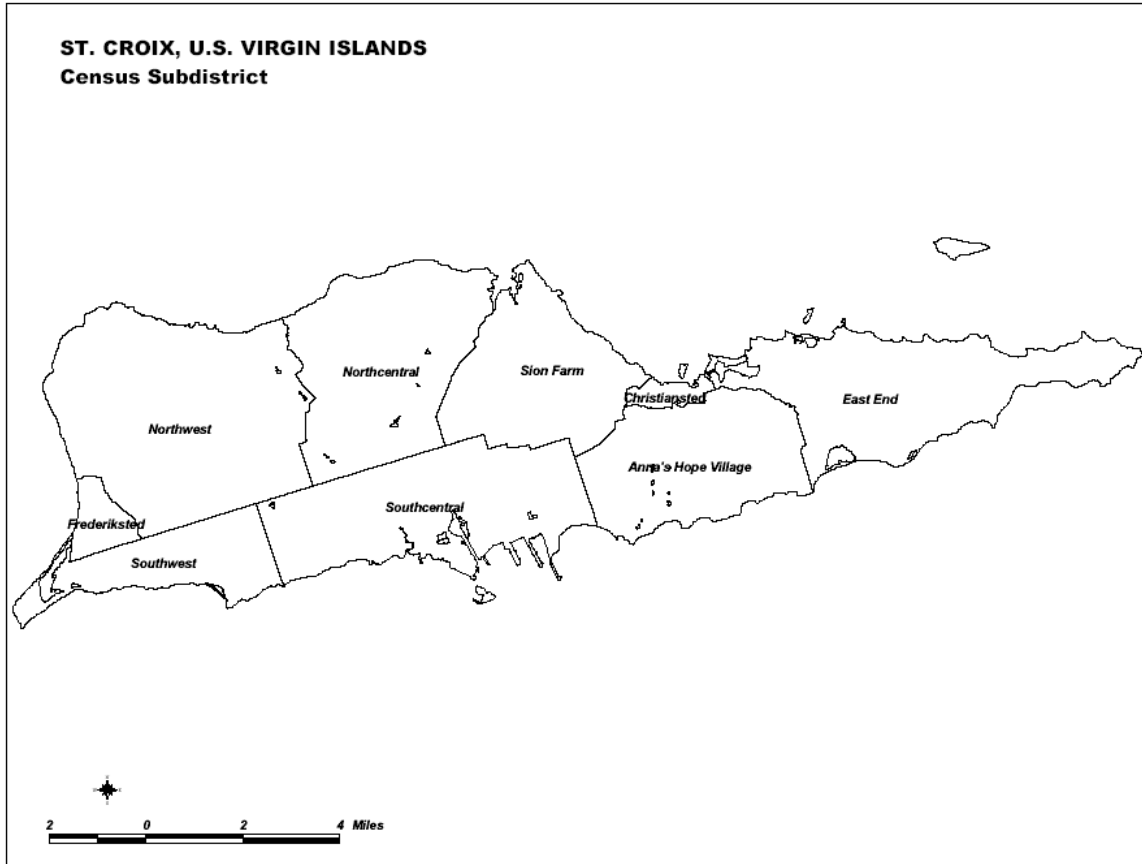 ST. CROIX, U.S. VIRGIN ISLANDS
Census Subdistrict
Northcentral
Sion Farm
Christiansted
East End
Northwest
Anna's Hope Village
Southcentral
Frederiksted
Southwest
2 0 2 4 Miles